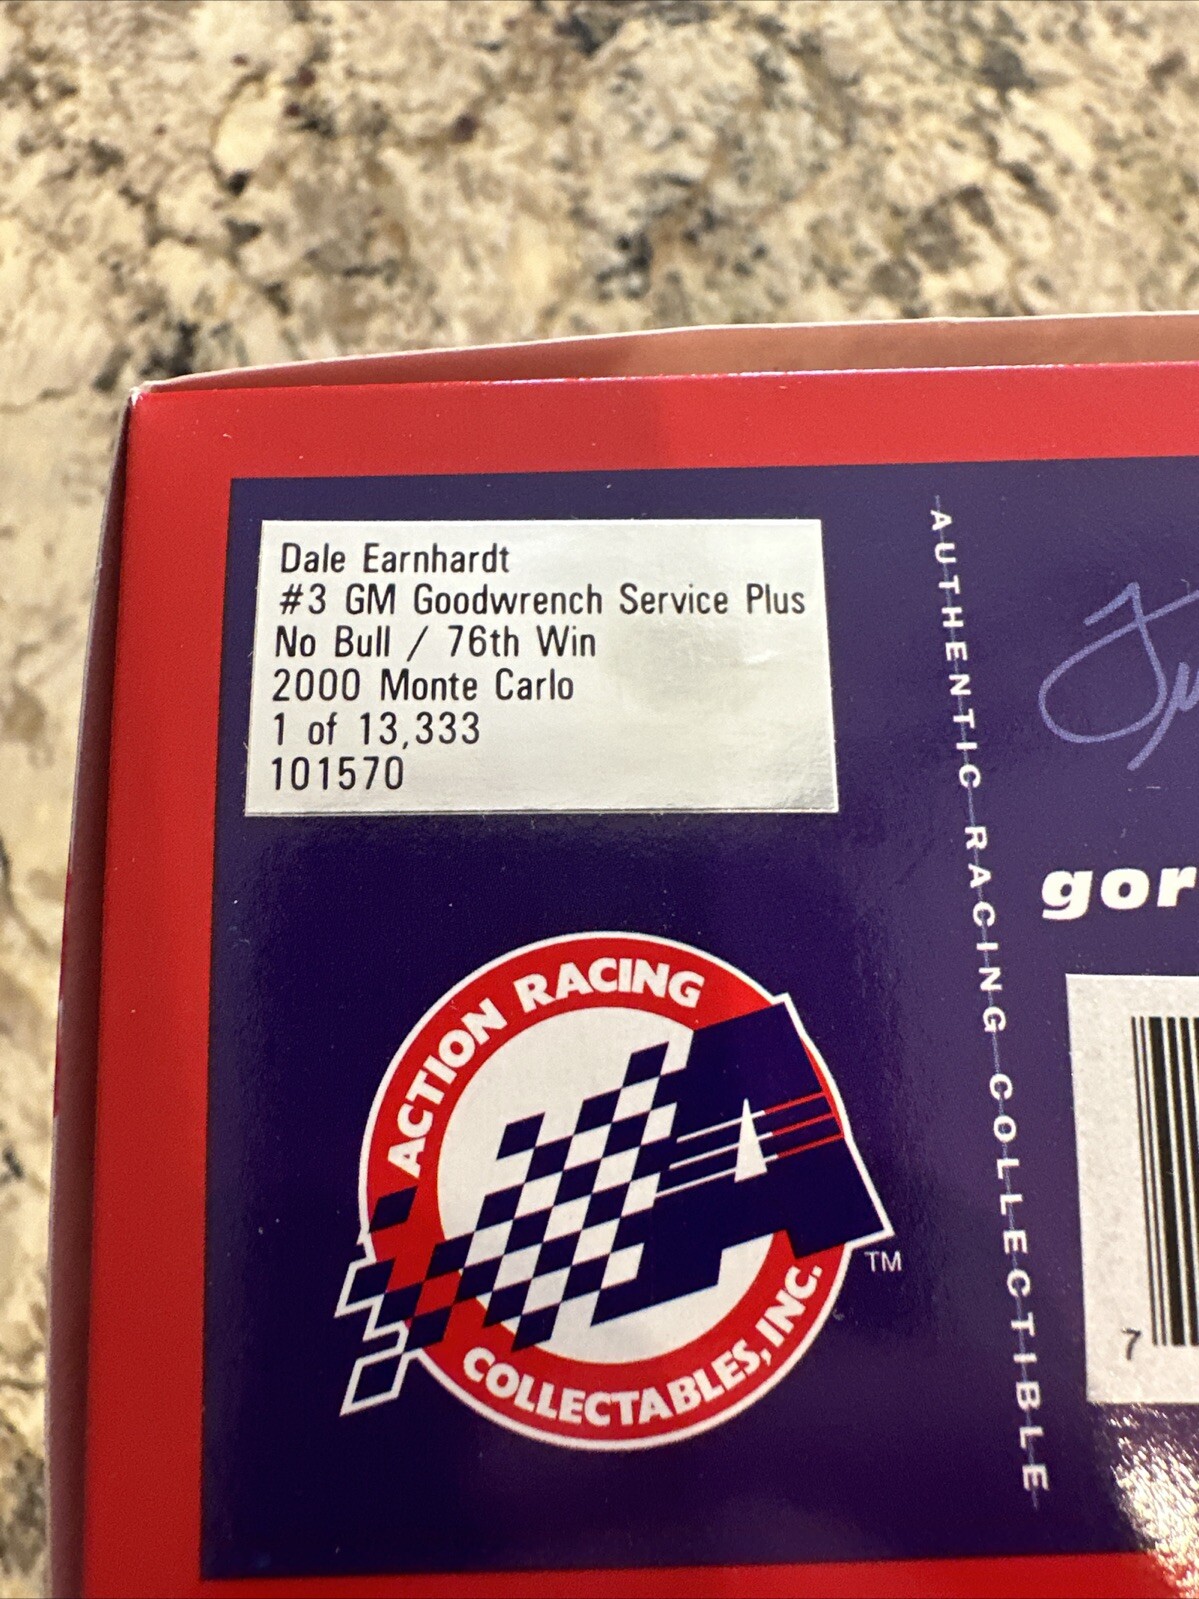 Dale Earnhardt
#3 GM Goodwrench Service Plus
No Bull / 76th Win
2000 Monte Carlo
1 of 13,333
101570
ACTION RACING
COLLECTABLES, INC.
TM
AUTHENTIC RACING COLLECTIBLE
gor
7